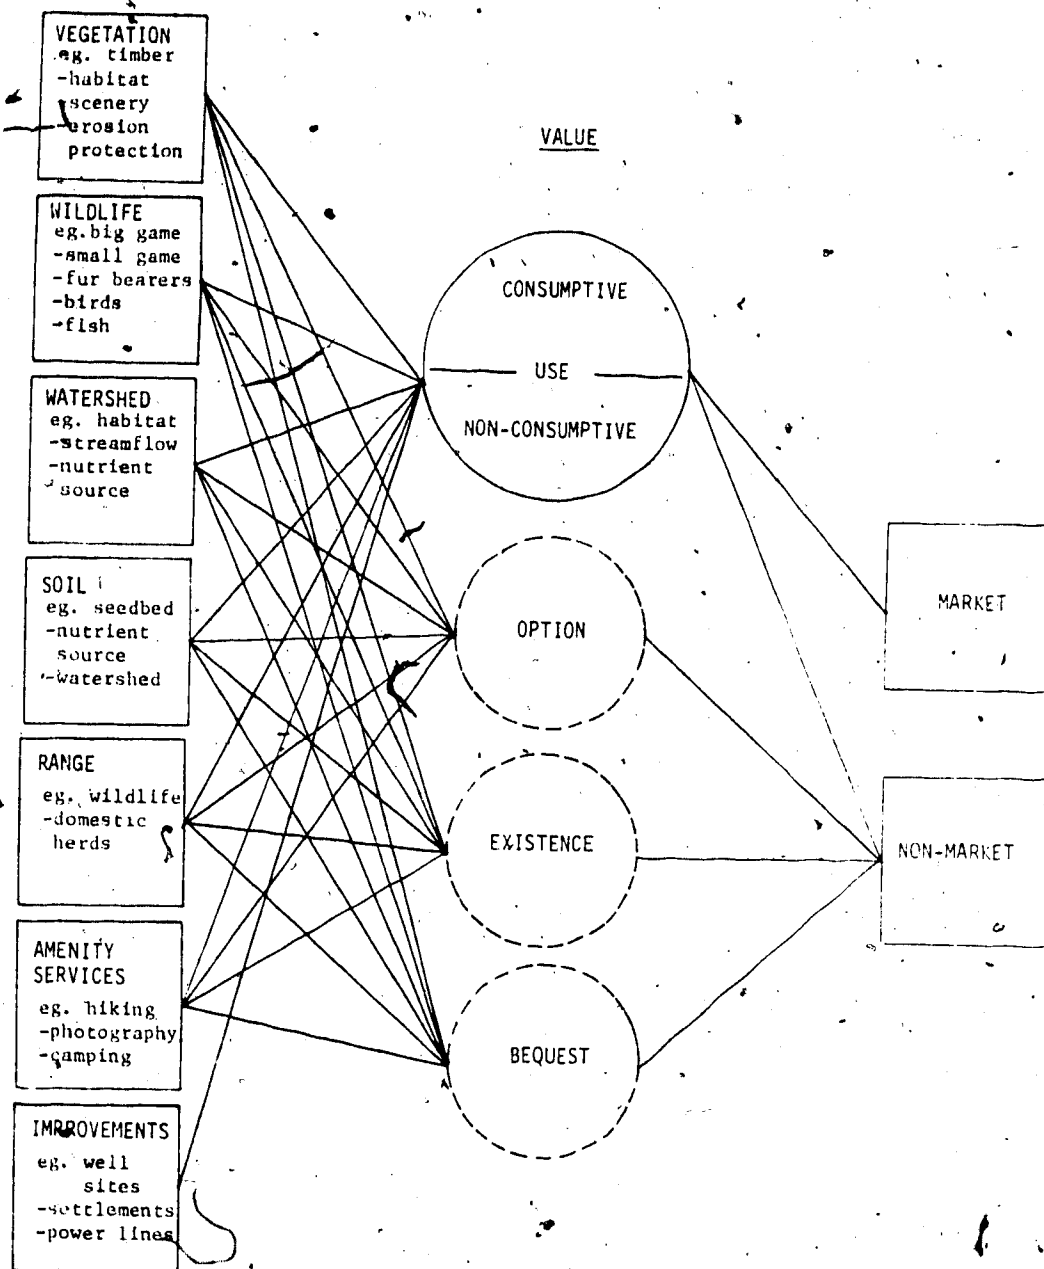 VEGETATION
eg. timber
-habitat
-scenery
-erosion
protection
WILDLIFE
eg.big game
-small game
-fur bearers
-birds
-fish
WATERSHED
eg. habitat
-streamflow
-nutrient
source
SOIL
eg. seedbed
-nutrient
source
-watershed
RANGE
eg. wildlife
-domestic
herds
AMENITY
SERVICES
eg. hiking
-photography
-camping
IMPROVEMENTS
eg. well
sites
-settlements
-power lines
VALUE
CONSUMPTIVE
USE
NON-CONSUMPTIVE
OPTION
EXISTENCE
BEQUEST
MARKET
NON-MARKET